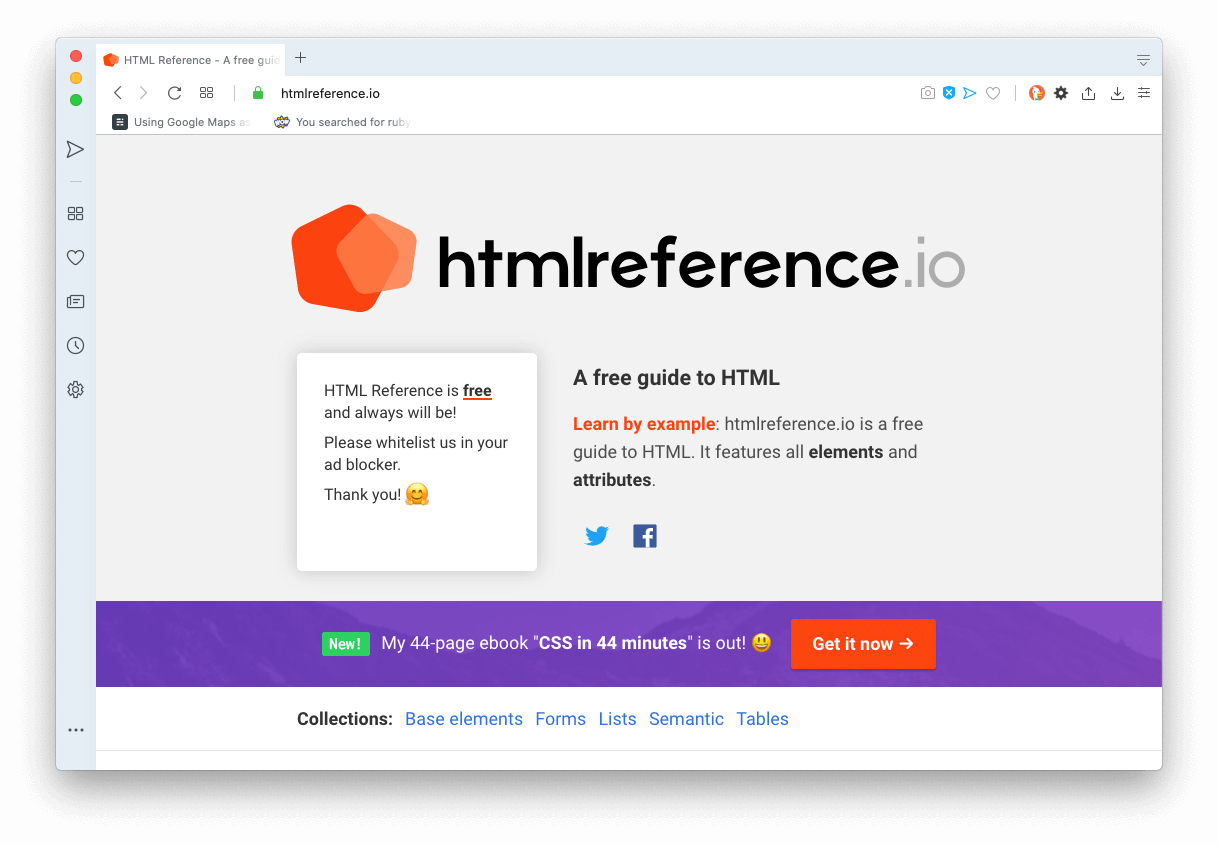 HTML Reference - A free guid
htmlreference.io
Using Google Maps as
You searched for ruby
htmlreference.io
HTML Reference is free
and always will be!
Please whitelist us in your
ad blocker.
Thank you! 🤗
A free guide to HTML
Learn by example: htmlreference.io is a free
guide to HTML. It features all elements and
attributes.
New! My 44-page ebook "CSS in 44 minutes" is out! 😃 Get it now →
Collections: Base elements Forms Lists Semantic Tables